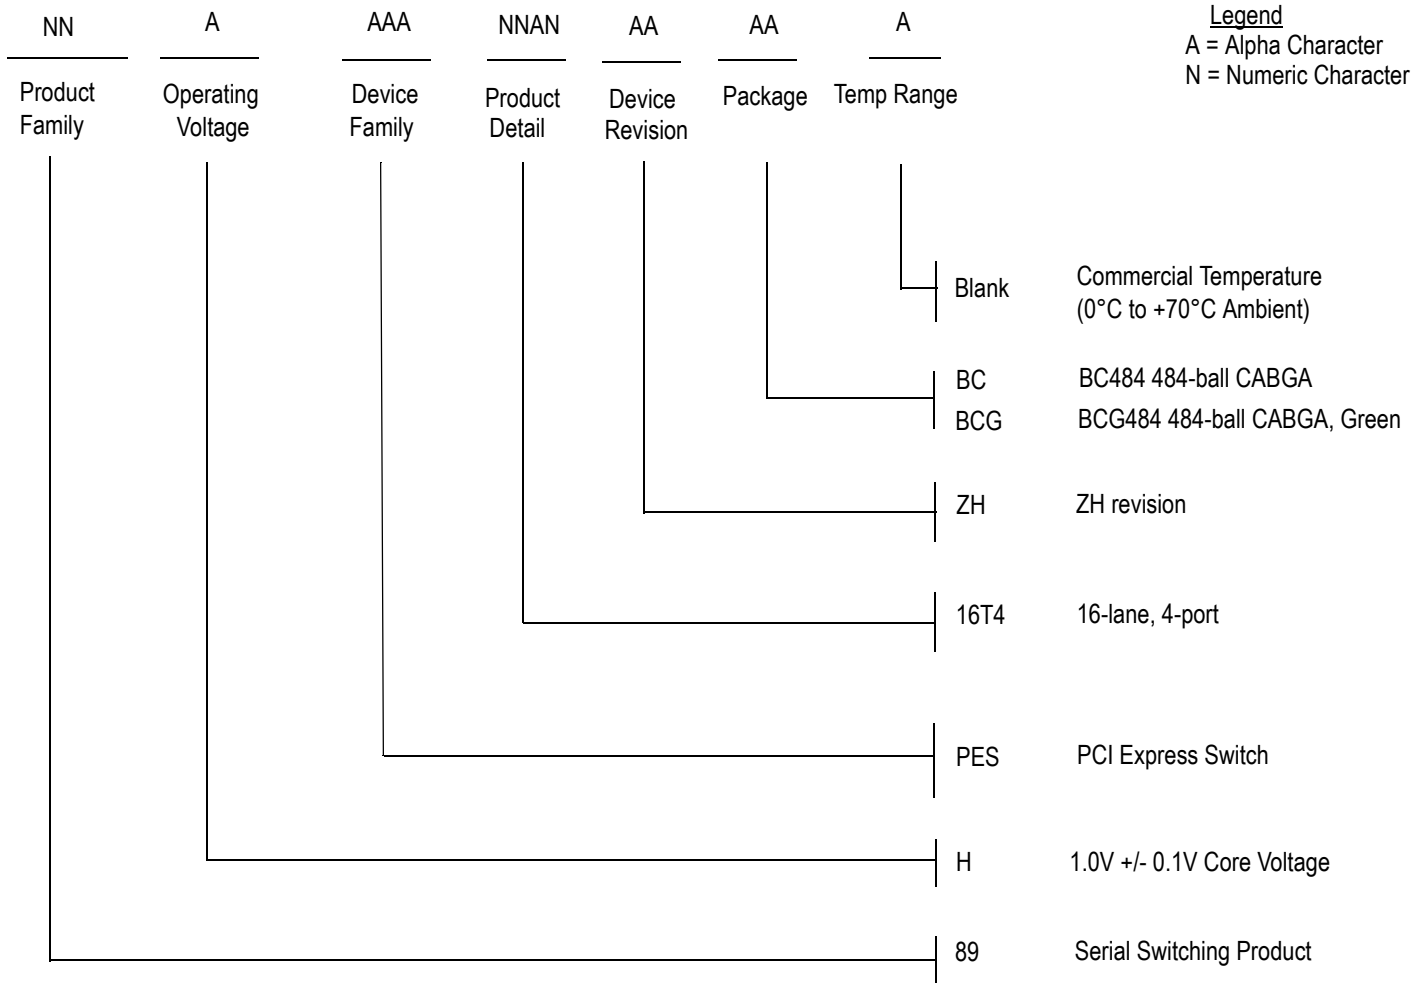 NN A AAA NNAN AA AA A
Legend
A = Alpha Character
N = Numeric Character
Product
Family
Operating
Voltage
Device
Family
Product
Detail
Device
Revision
Package
Temp Range
Blank Commercial Temperature
(0°C to +70°C Ambient)
BC BC484 484-ball CABGA
BCG BCG484 484-ball CABGA, Green
ZH ZH revision
16T4 16-lane, 4-port
PES PCI Express Switch
H 1.0V +/- 0.1V Core Voltage
89 Serial Switching Product